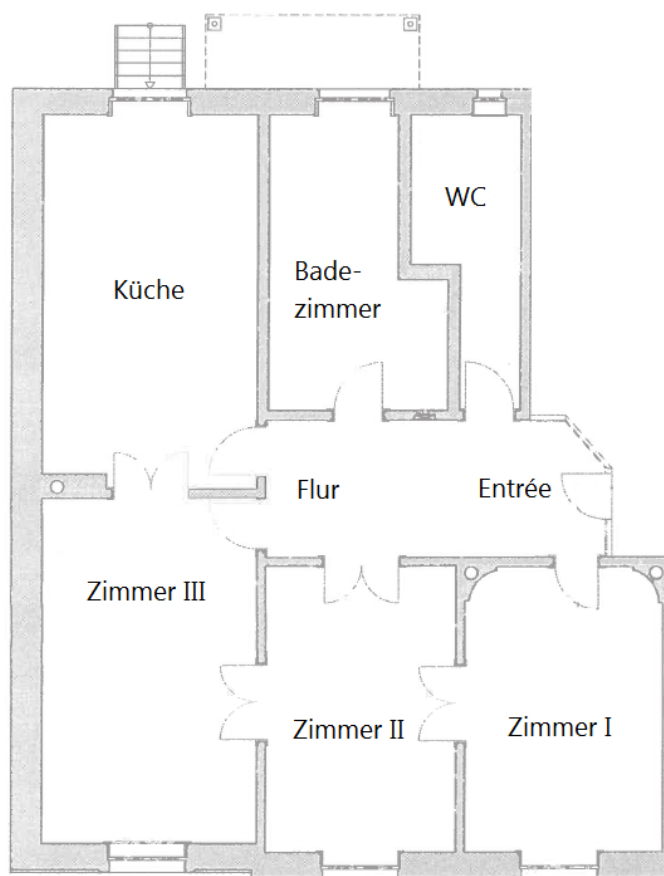 WC
Küche
Bade-
zimmer
Flur
Entrée
Zimmer III
Zimmer II
Zimmer I